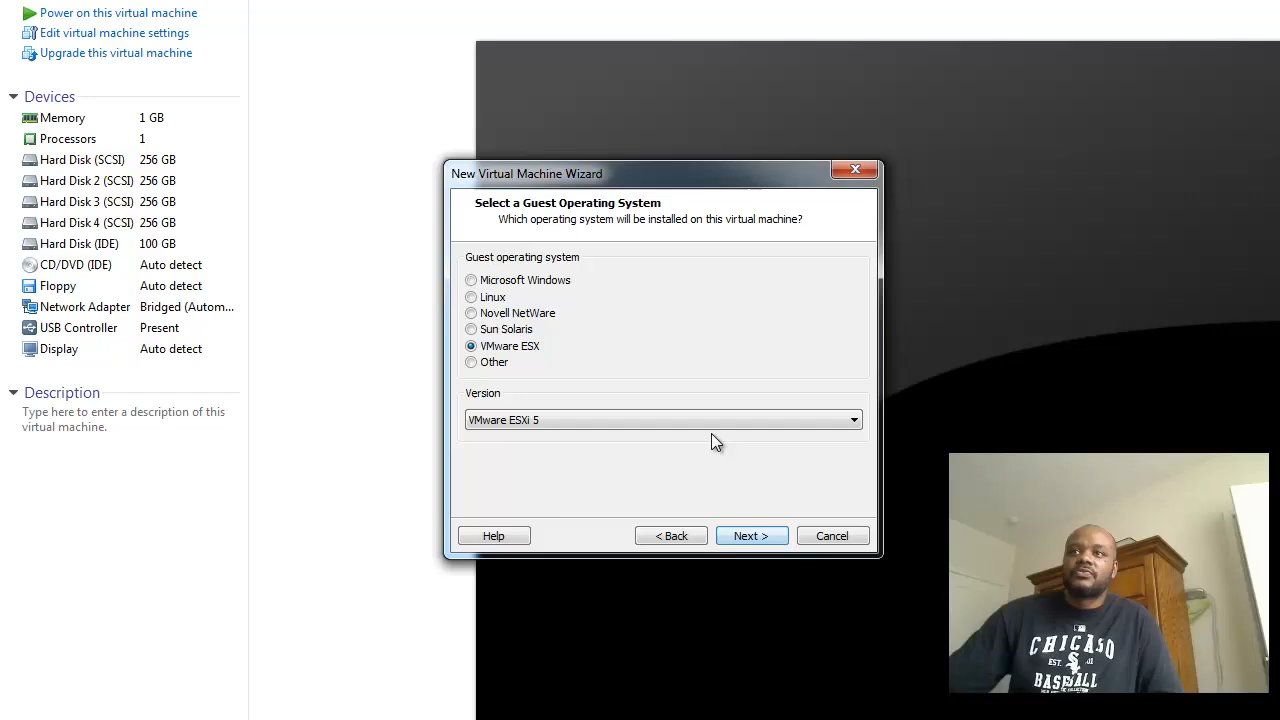 Power on this virtual machine
Edit virtual machine settings
Upgrade this virtual machine
Devices
Memory 1 GB
Processors 1
Hard Disk (SCSI) 256 GB
Hard Disk 2 (SCSI) 256 GB
Hard Disk 3 (SCSI) 256 GB
Hard Disk 4 (SCSI) 256 GB
Hard Disk (IDE) 100 GB
CD/DVD (IDE) Auto detect
Floppy Auto detect
Network Adapter Bridged (Autom...
USB Controller Present
Display Auto detect
Description
Type here to enter a description of this
virtual machine.
New Virtual Machine Wizard
Select a Guest Operating System
Which operating system will be installed on this virtual machine?
Guest operating system
Microsoft Windows
Linux
Novell NetWare
Sun Solaris
VMware ESX
Other
Version
VMware ESXi 5
Help
< Back
Next >
Cancel
CHICAGO
EST.
BASEBALL